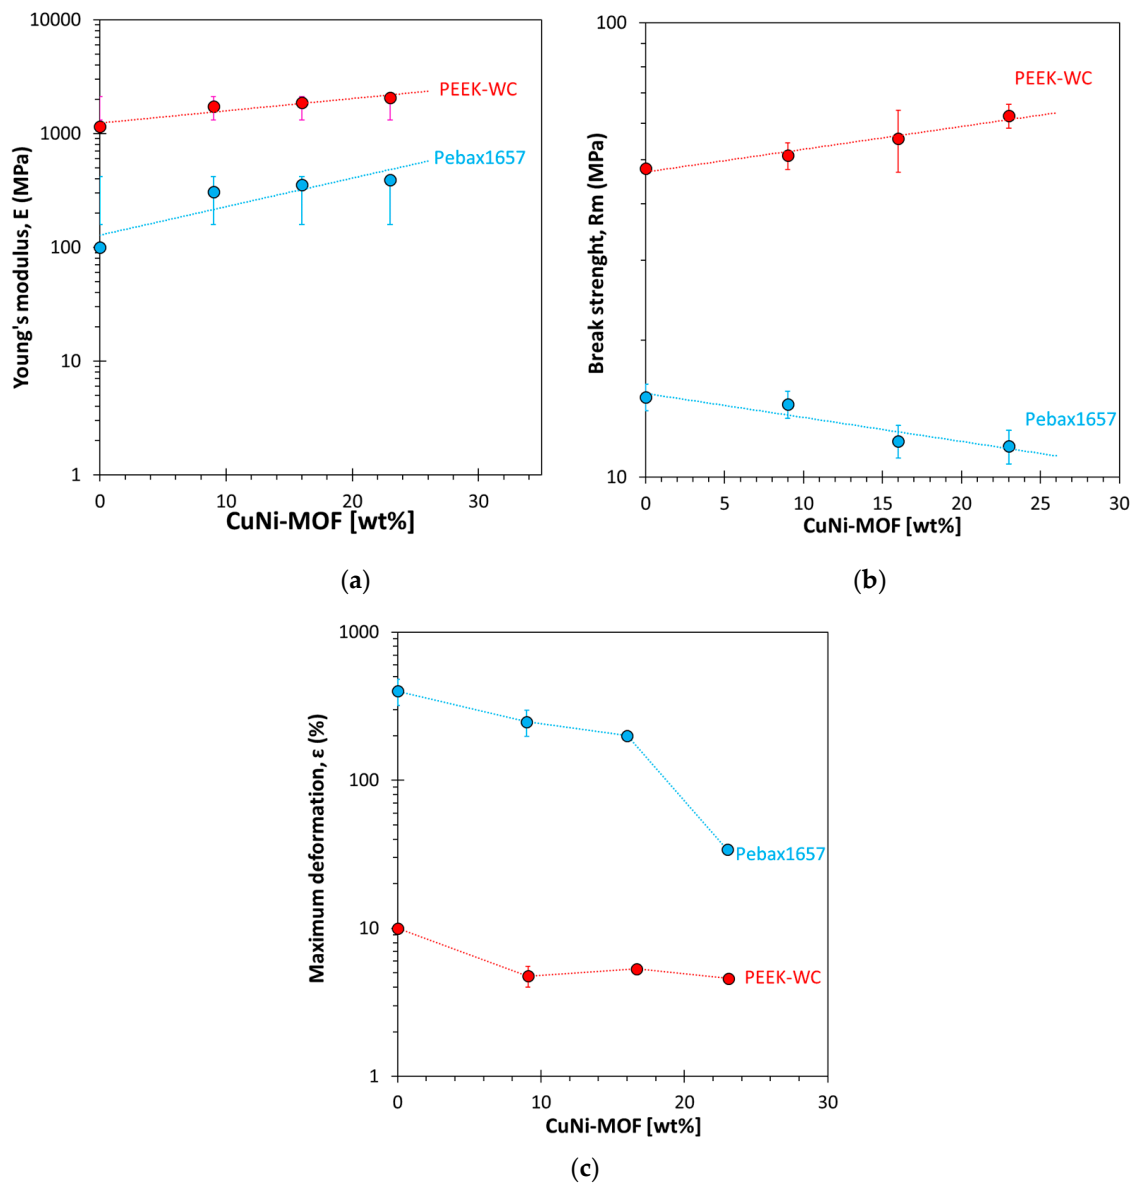 10000
1000
100
10
1
Young's modulus, E (MPa)
PEEK-WC
Pebax1657
0
10
20
30
CuNi-MOF [wt%]
(a)
100
10
Break strenght, Rm (MPa)
PEEK-WC
Pebax1657
0
5
10
15
20
25
30
CuNi-MOF [wt%]
(b)
1000
100
10
1
Maximum deformation, ε (%)
Pebax1657
PEEK-WC
0
10
20
30
CuNi-MOF [wt%]
(c)